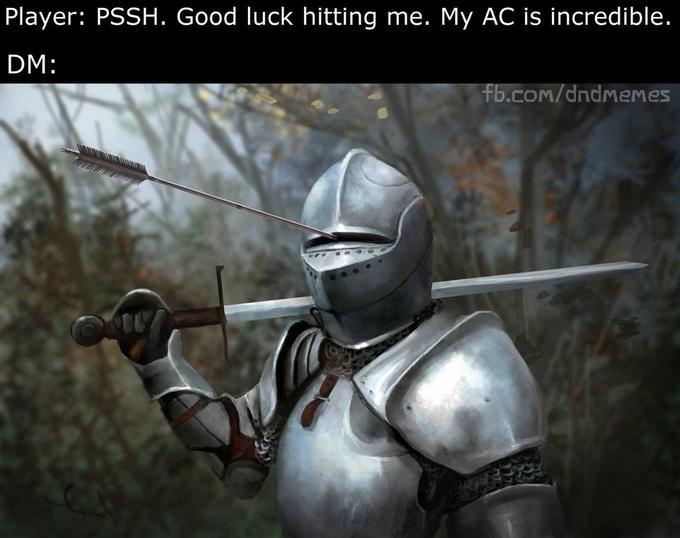 Player: PSSH. Good luck hitting me. My AC is incredible.
DM:
fb.com/dndmemes